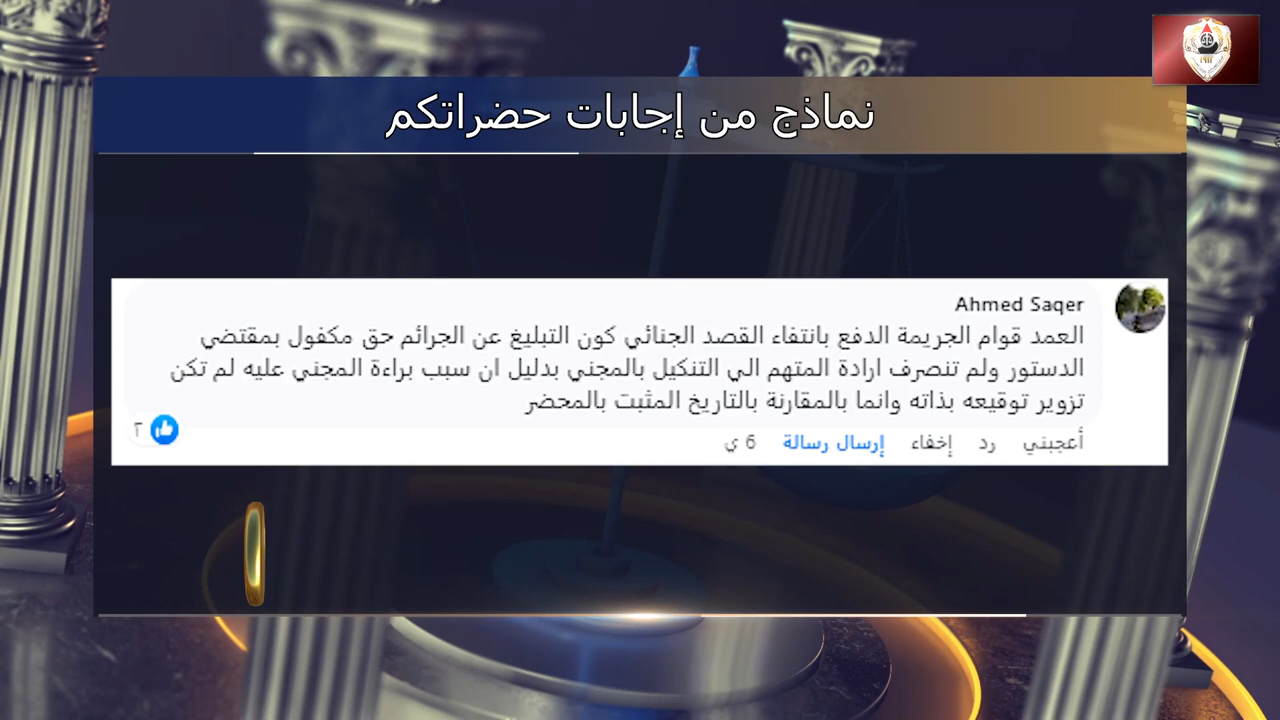 نماذج من إجابات حضراتكم
Ahmed Saqer
العمد قوام الجريمة الدفع بانتفاء القصد الجنائي كون التبليغ عن الجرائم حق مكفول بمقتضي
الدستور ولم تنصرف ارادة المتهم الي التنكيل بالمجني بدليل ان سبب براءة المجني عليه لم تكن
تزوير توقيعه بذاته وانما بالمقارنة بالتاريخ المثبت بالمحضر
أعجبني رد إخفاء إرسال رسالة 6 ي
٢